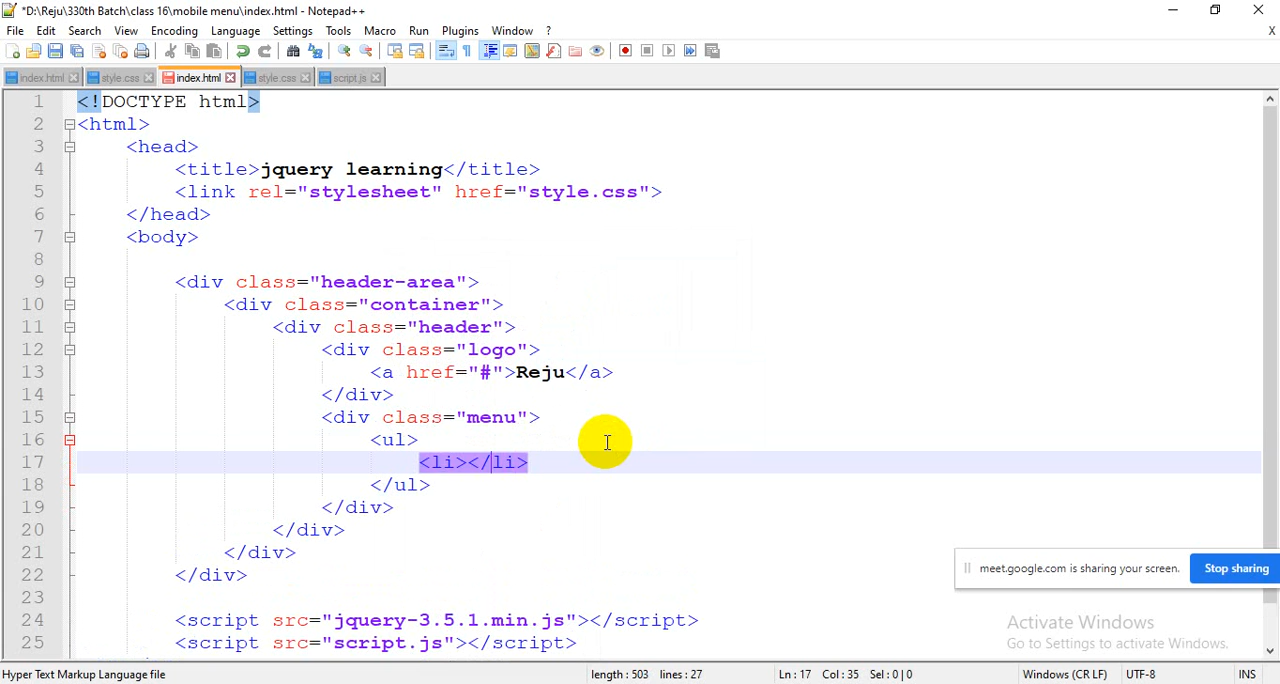 *D:\Reju\330th Batch\class 16\mobile menu\index.html - Notepad++
File Edit Search View Encoding Language Settings Tools Macro Run Plugins Window ?
X
index.html style.css index.html style.css script.js
1 <!DOCTYPE html>
2 <html>
3 <head>
4 <title>jquery learning</title>
5 <link rel="stylesheet" href="style.css">
6 </head>
7 <body>
8
9 <div class="header-area">
10 <div class="container">
11 <div class="header">
12 <div class="logo">
13 <a href="#">Reju</a>
14 </div>
15 <div class="menu">
16 <ul>
17 <li></li>
18 </ul>
19 </div>
20 </div>
21 </div>
22 </div>
23
24 <script src="jquery-3.5.1.min.js"></script>
25 <script src="script.js"></script>
meet.google.com is sharing your screen. Stop sharing
Activate Windows
Go to Settings to activate Windows.
Hyper Text Markup Language file length : 503 lines : 27 Ln : 17 Col : 35 Sel : 0 | 0 Windows (CR LF) UTF-8 INS